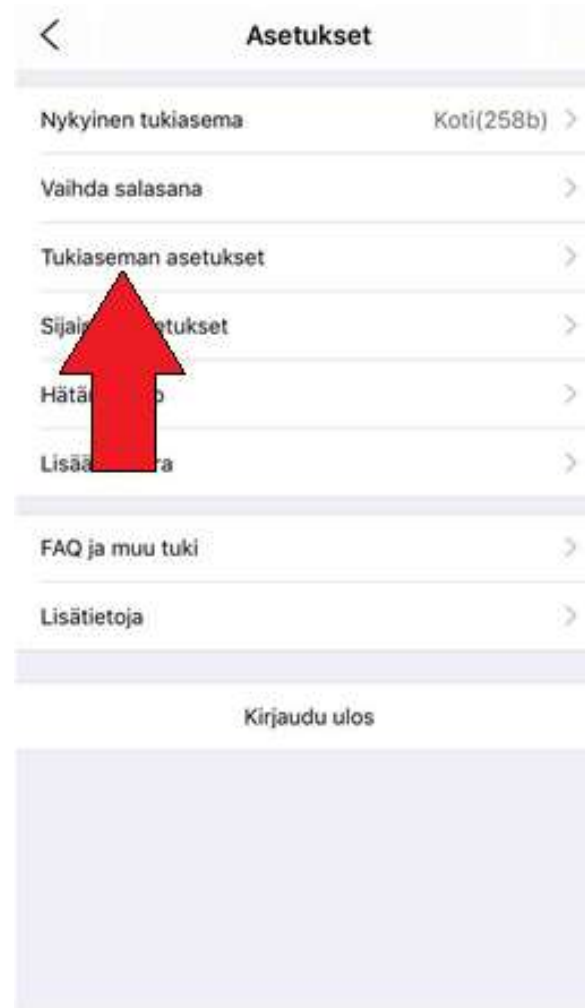 Asetukset
Nykyinen tukiasema Koti(258b)
Vaihda salasana
Tukiaseman asetukset
FAQ ja muu tuki
Lisätietoja
Kirjaudu ulos